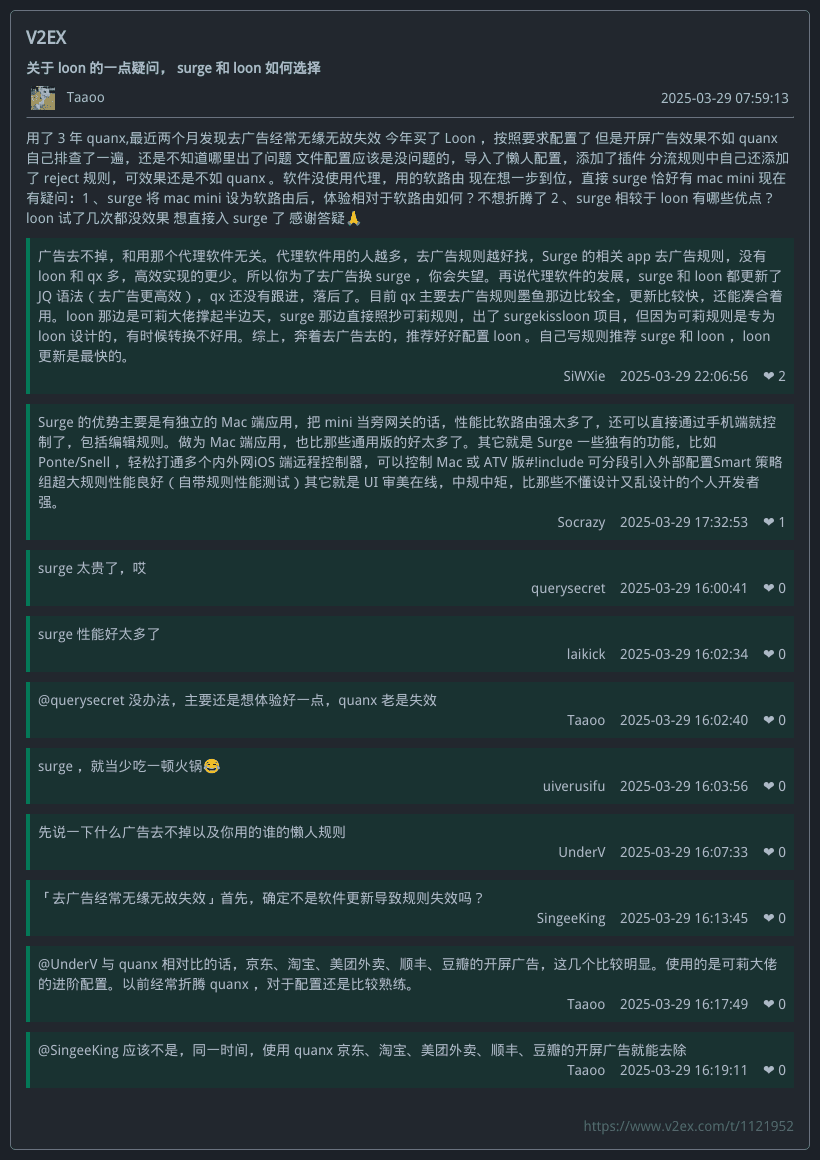 V2EX
关于 loon 的一点疑问， surge 和 loon 如何选择
Taaoo 2025-03-29 07:59:13
用了 3 年 quanx,最近两个月发现去广告经常无缘无故失效 今年买了 Loon ，按照要求配置了 但是开屏广告效果不如 quanx
自己排查了一遍，还是不知道哪里出了问题 文件配置应该是没问题的，导入了懒人配置，添加了插件 分流规则中自己还添加
了 reject 规则，可效果还是不如 quanx 。软件没使用代理，用的软路由 现在想一步到位，直接 surge 恰好有 mac mini 现在
有疑问：1 、surge 将 mac mini 设为软路由后，体验相对于软路由如何？不想折腾了 2 、surge 相较于 loon 有哪些优点？
loon 试了几次都没效果 想直接入 surge 了 感谢答疑🙏
广告去不掉，和用那个代理软件无关。代理软件用的人越多，去广告规则越好找，Surge 的相关 app 去广告规则，没有
loon 和 qx 多，高效实现的更少。所以你为了去广告换 surge ，你会失望。再说代理软件的发展，surge 和 loon 都更新了
JQ 语法（去广告更高效），qx 还没有跟进，落后了。目前 qx 主要去广告规则墨鱼那边比较全，更新比较快，还能凑合着
用。loon 那边是可莉大佬撑起半边天，surge 那边直接照抄可莉规则，出了 surgekissloon 项目，但因为可莉规则是专为
loon 设计的，有时候转换不好用。综上，奔着去广告去的，推荐好好配置 loon 。自己写规则推荐 surge 和 loon ，loon
更新是最快的。
SiWXie 2025-03-29 22:06:56 ❤ 2
Surge 的优势主要是有独立的 Mac 端应用，把 mini 当旁网关的话，性能比软路由强太多了，还可以直接通过手机端就控
制了，包括编辑规则。做为 Mac 端应用，也比那些通用版的好太多了。其它就是 Surge 一些独有的功能，比如
Ponte/Snell ，轻松打通多个内外网iOS 端远程控制器，可以控制 Mac 或 ATV 版#!include 可分段引入外部配置Smart 策略
组超大规则性能良好（自带规则性能测试）其它就是 UI 审美在线，中规中矩，比那些不懂设计又乱设计的个人开发者
强。
Socrazy 2025-03-29 17:32:53 ❤ 1
surge 太贵了，哎
querysecret 2025-03-29 16:00:41 ❤ 0
surge 性能好太多了
laikick 2025-03-29 16:02:34 ❤ 0
@querysecret 没办法，主要还是想体验好一点，quanx 老是失效
Taaoo 2025-03-29 16:02:40 ❤ 0
surge ，就当少吃一顿火锅😂
uiverusifu 2025-03-29 16:03:56 ❤ 0
先说一下什么广告去不掉以及你用的谁的懒人规则
UnderV 2025-03-29 16:07:33 ❤ 0
「去广告经常无缘无故失效」首先，确定不是软件更新导致规则失效吗？
SingeeKing 2025-03-29 16:13:45 ❤ 0
@UnderV 与 quanx 相对比的话，京东、淘宝、美团外卖、顺丰、豆瓣的开屏广告，这几个比较明显。使用的是可莉大佬
的进阶配置。以前经常折腾 quanx ，对于配置还是比较熟练。
Taaoo 2025-03-29 16:17:49 ❤ 0
@SingeeKing 应该不是，同一时间，使用 quanx 京东、淘宝、美团外卖、顺丰、豆瓣的开屏广告就能去除
Taaoo 2025-03-29 16:19:11 ❤ 0
https://www.v2ex.com/t/1121952